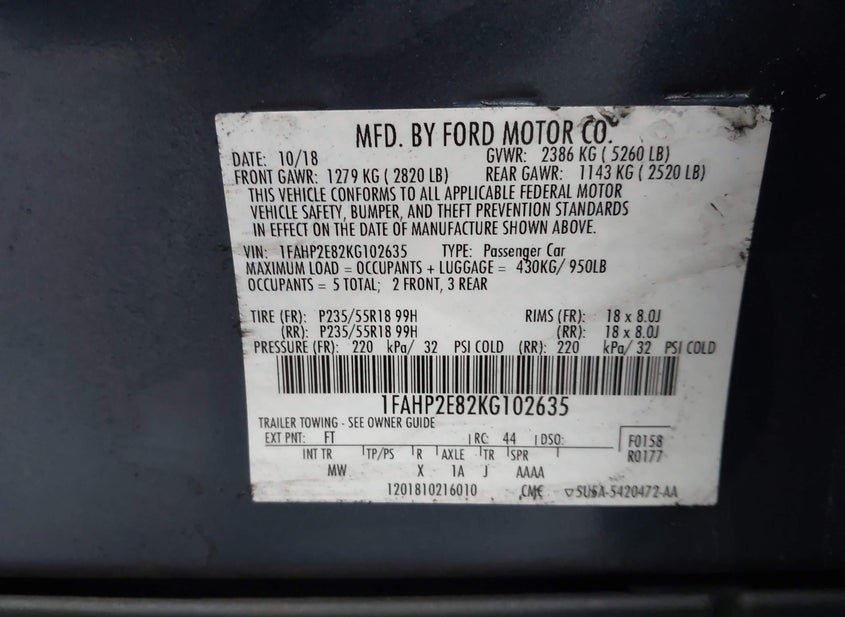 MFD. BY FORD MOTOR CO.
DATE: 10/18 GVWR: 2386 KG ( 5260 LB)
FRONT GAWR: 1279 KG ( 2820 LB) REAR GAWR: 1143 KG ( 2520 LB)
THIS VEHICLE CONFORMS TO ALL APPLICABLE FEDERAL MOTOR
VEHICLE SAFETY, BUMPER, AND THEFT PREVENTION STANDARDS
IN EFFECT ON THE DATE OF MANUFACTURE SHOWN ABOVE.
VIN: 1FAHP2E82KG102635 TYPE: Passenger Car
MAXIMUM LOAD = OCCUPANTS + LUGGAGE = 430KG/ 950LB
OCCUPANTS = 5 TOTAL; 2 FRONT, 3 REAR
TIRE (FR): P235/55R18 99H RIMS (FR): 18 x 8.0J
(RR): P235/55R18 99H (RR): 18 x 8.0J
PRESSURE (FR): 220 kPa/ 32 PSI COLD (RR): 220 kPa/ 32 PSI COLD
1FAHP2E82KG102635
TRAILER TOWING - SEE OWNER GUIDE
EXT PNT: FT RC: 44 DSO: F0158
INT TR TP/PS R AXLE TR SPR R0177
MW X 1A J AAAA
1201810216010 5USA-5420472-AA